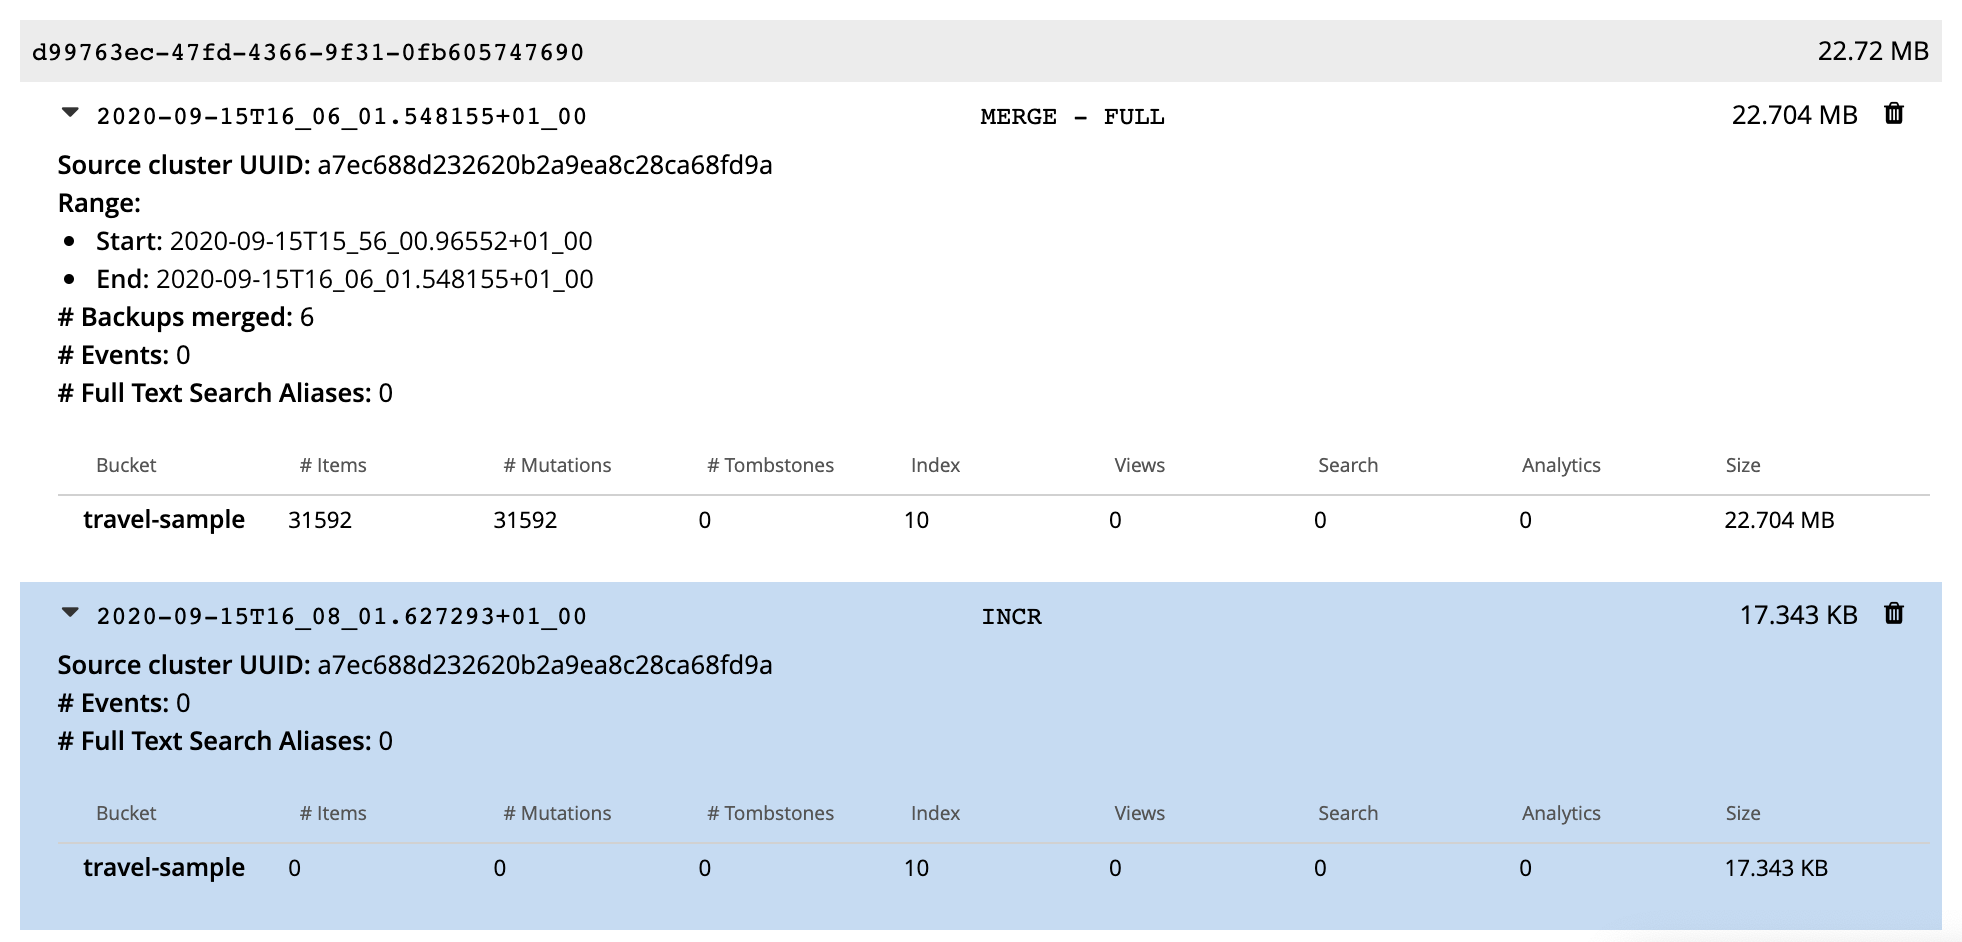 d99763ec-47fd-4366-9f31-0fb605747690 22.72 MB
2020-09-15T16_06_01.548155+01_00 MERGE - FULL 22.704 MB
Source cluster UUID: a7ec688d232620b2a9ea8c28ca68fd9a
Range:
• Start: 2020-09-15T15_56_00.96552+01_00
• End: 2020-09-15T16_06_01.548155+01_00
# Backups merged: 6
# Events: 0
# Full Text Search Aliases: 0
Bucket # Items # Mutations # Tombstones Index Views Search Analytics Size
travel-sample 31592 31592 0 10 0 0 0 22.704 MB
2020-09-15T16_08_01.627293+01_00 INCR 17.343 KB
Source cluster UUID: a7ec688d232620b2a9ea8c28ca68fd9a
# Events: 0
# Full Text Search Aliases: 0
Bucket # Items # Mutations # Tombstones Index Views Search Analytics Size
travel-sample 0 0 0 10 0 0 0 17.343 KB